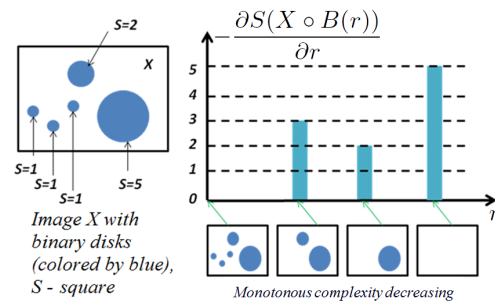 S=2
X
S=1
S=1
S=1
S=5
Image X with
binary disks
(colored by blue),
S - square
−∂S(X ∘ B(r))
∂r
5
4
3
2
1
0
r
Monotonous complexity decreasing